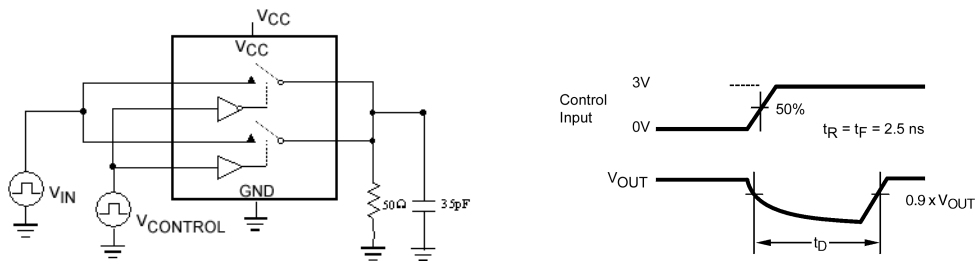 VCC
VCC
VIN
VCONTROL
GND
50Ω
35pF
Control
Input
3V
0V
50%
tR = tF = 2.5 ns
VOUT
0.9 x VOUT
tD